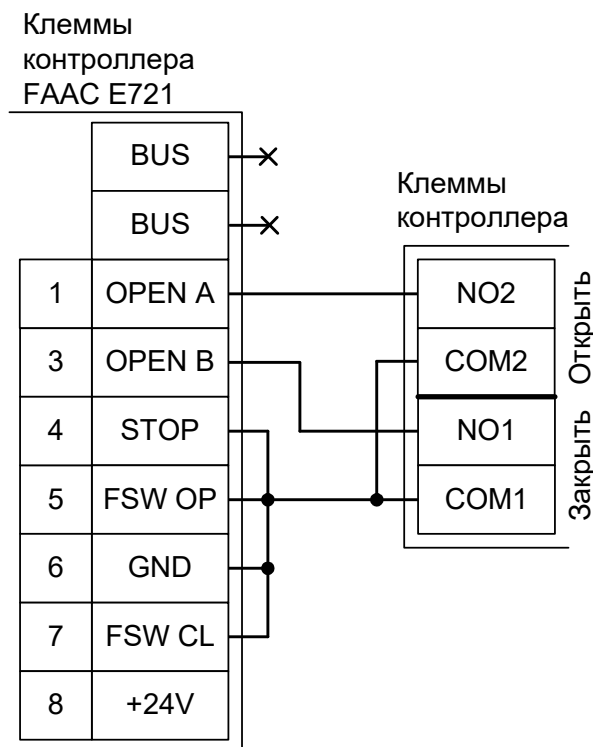 Клеммы
контроллера
FAAC E721
BUS
BUS
1 OPEN A
3 OPEN B
4 STOP
5 FSW OP
6 GND
7 FSW CL
8 +24V
Клеммы
контроллера
NO2
COM2
Открыть
NO1
COM1
Закрыть